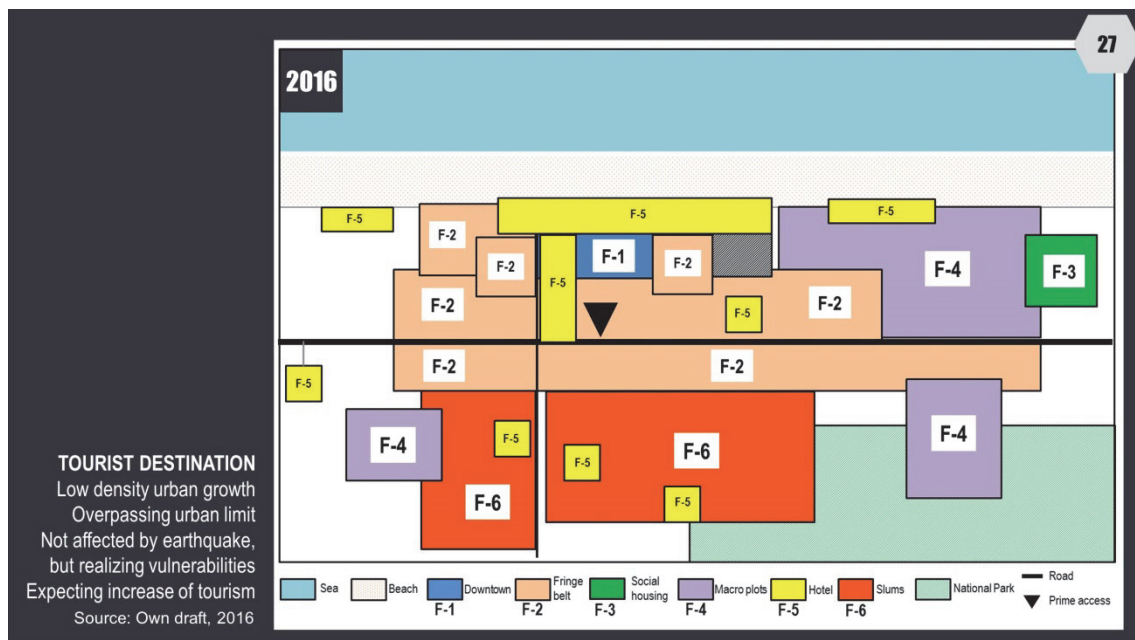 27
2016
F-5
F-5
F-5
F-2
F-2
F-5
F-1
F-2
F-4
F-3
F-2
F-5
F-2
F-2
F-2
F-5
F-4
F-5
F-6
F-5
F-6
F-5
F-4
TOURIST DESTINATION
Low density urban growth
Overpassing urban limit
Not affected by earthquake,
but realizing vulnerabilities
Expecting increase of tourism
Source: Own draft, 2016
Sea
Beach
Downtown
F-1
Fringe
belt
F-2
Social
housing
F-3
Macro plots
F-4
Hotel
F-5
Slums
F-6
National Park
Road
Prime access